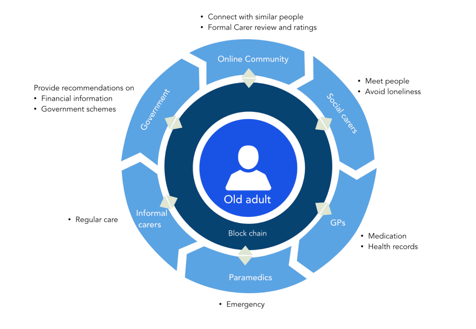 • Connect with similar people
• Formal Carer review and ratings
Online Community
Provide recommendations on
• Financial information
• Government schemes
Government
• Meet people
• Avoid loneliness
Social carers
Old adult
• Regular care
Informal
carers
GPs
Block chain
• Medication
• Health records
Paramedics
• Emergency